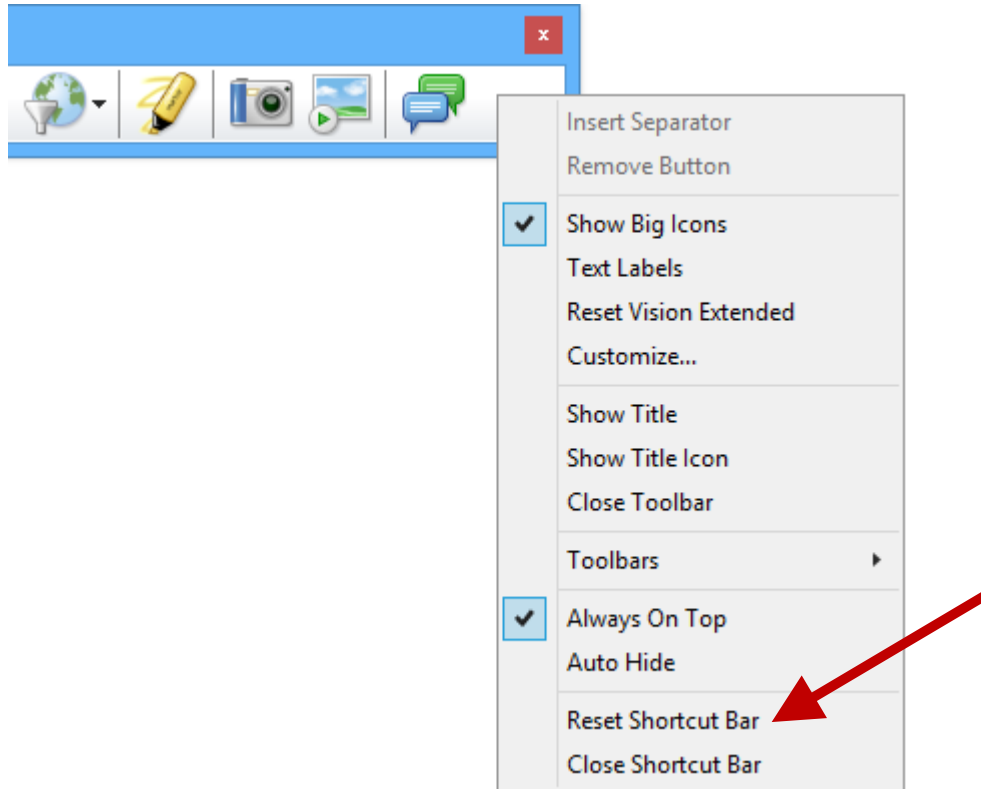 Insert Separator
Remove Button
Show Big Icons
Text Labels
Reset Vision Extended
Customize...
Show Title
Show Title Icon
Close Toolbar
Toolbars
Always On Top
Auto Hide
Reset Shortcut Bar
Close Shortcut Bar